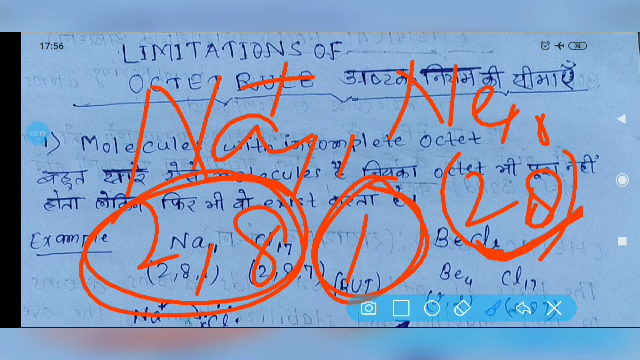 17:56
LIMITATIONS OF
OCTET RULE अष्टक नियम की सीमाएँ
Na+, Ne
1) Molecules with incomplete octet
बहुत सारे ऐसे molecules है जिसका octet भी पूरा नहीं
होता लेकिन फिर भी वो exist करता है।
2,8 1 (2 8)
Example Na Cl17 BeCl2
(2,8,1) (2,8,7) (BUT) Be4 Cl17
Na+